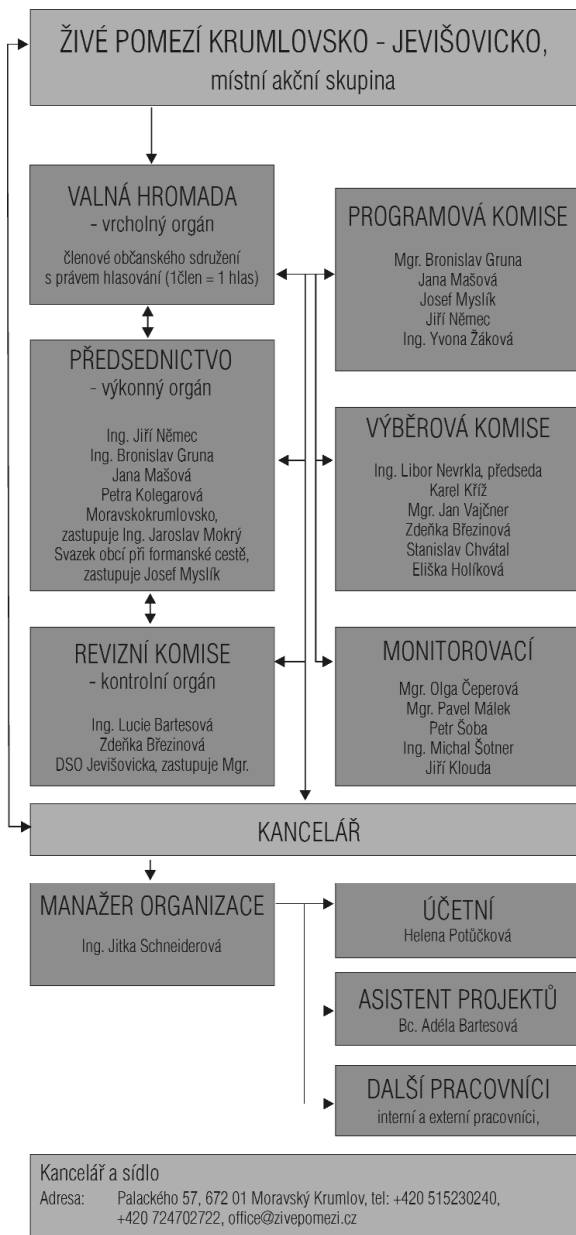 ŽIVÉ POMEZÍ KRUMLOVSKO - JEVIŠOVICKO,
místní akční skupina
VALNÁ HROMADA
- vrcholný orgán
členové občanského sdružení
s právem hlasování (1člen = 1 hlas)
PŘEDSEDNICTVO
- výkonný orgán
Ing. Jiří Němec
Ing. Bronislav Gruna
Jana Mašová
Petra Kolegarová
Moravskokrumlovsko,
zastupuje Ing. Jaroslav Mokrý
Svazek obcí při formanské cestě,
zastupuje Josef Myslík
REVIZNÍ KOMISE
- kontrolní orgán
Ing. Lucie Bartesová
Zdeňka Březinová
DSO Jevišovicka, zastupuje Mgr.
PROGRAMOVÁ KOMISE
Mgr. Bronislav Gruna
Jana Mašová
Josef Myslík
Jiří Němec
Ing. Yvona Žáková
VÝBĚROVÁ KOMISE
Ing. Libor Nevrkla, předseda
Karel Kříž
Mgr. Jan Vajčner
Zdeňka Březinová
Stanislav Chvátal
Eliška Holíková
MONITOROVACÍ
Mgr. Olga Čeperová
Mgr. Pavel Málek
Petr Šoba
Ing. Michal Šotner
Jiří Klouda
KANCELÁŘ
MANAŽER ORGANIZACE
Ing. Jitka Schneiderová
ÚČETNÍ
Helena Potůčková
ASISTENT PROJEKTŮ
Bc. Adéla Bartesová
DALŠÍ PRACOVNÍCI
interní a externí pracovníci,
Kancelář a sídlo
Adresa: Palackého 57, 672 01 Moravský Krumlov, tel: +420 515230240,
+420 724702722, office@zivepomezi.cz